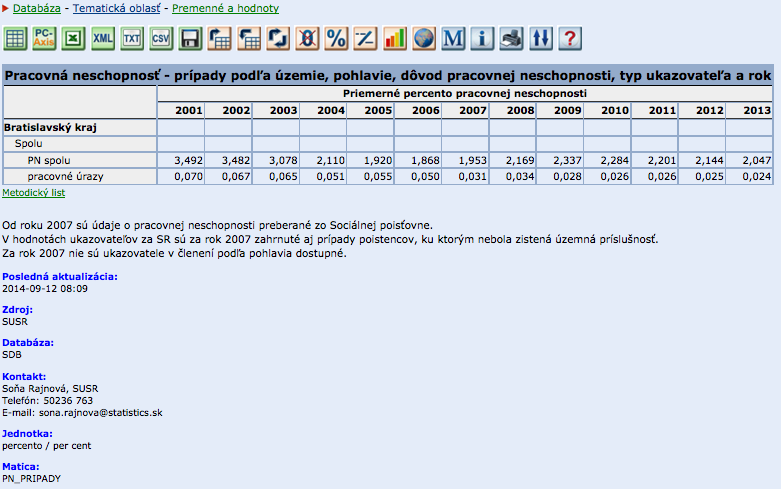 Databáza - Tematická oblasť - Premenné a hodnoty
PC-Axis XML TXT CSV % M i ?
Pracovná neschopnosť - prípady podľa územie, pohlavie, dôvod pracovnej neschopnosti, typ ukazovateľa a rok
Priemerné percento pracovnej neschopnosti
2001 2002 2003 2004 2005 2006 2007 2008 2009 2010 2011 2012 2013
Bratislavský kraj
Spolu
PN spolu 3,492 3,482 3,078 2,110 1,920 1,868 1,953 2,169 2,337 2,284 2,201 2,144 2,047
pracovné úrazy 0,070 0,067 0,065 0,051 0,055 0,050 0,031 0,034 0,028 0,026 0,026 0,025 0,024
Metodický list
Od roku 2007 sú údaje o pracovnej neschopnosti preberané zo Sociálnej poisťovne.
V hodnotách ukazovateľov za SR sú za rok 2007 zahrnuté aj prípady poistencov, ku ktorým nebola zistená územná príslušnosť.
Za rok 2007 nie sú ukazovatele v členení podľa pohlavia dostupné.
Posledná aktualizácia:
2014-09-12 08:09
Zdroj:
SUSR
Databáza:
SDB
Kontakt:
Soňa Rajnová, SUSR
Telefón: 50236 763
E-mail: sona.rajnova@statistics.sk
Jednotka:
percento / per cent
Matica:
PN_PRIPADY